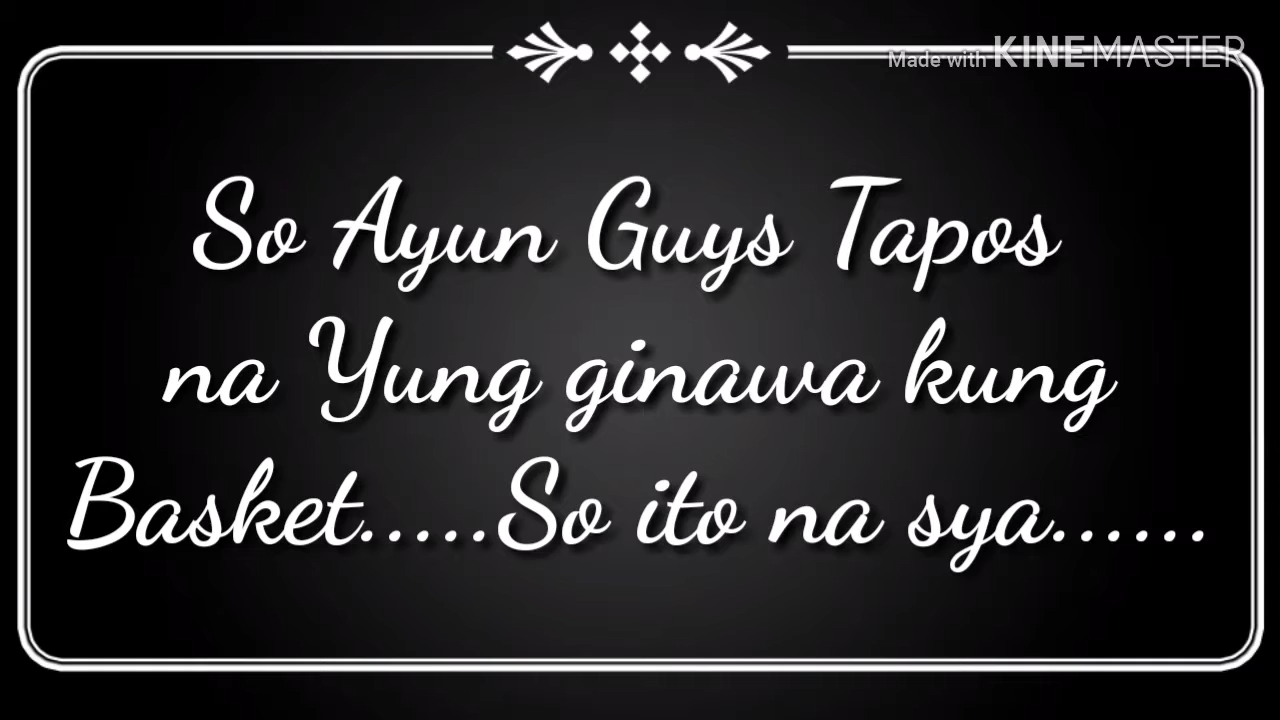 Made with KINEMASTER
So Ayun Guys Tapos
na Yung ginawa kung
Basket.....So ito na sya......